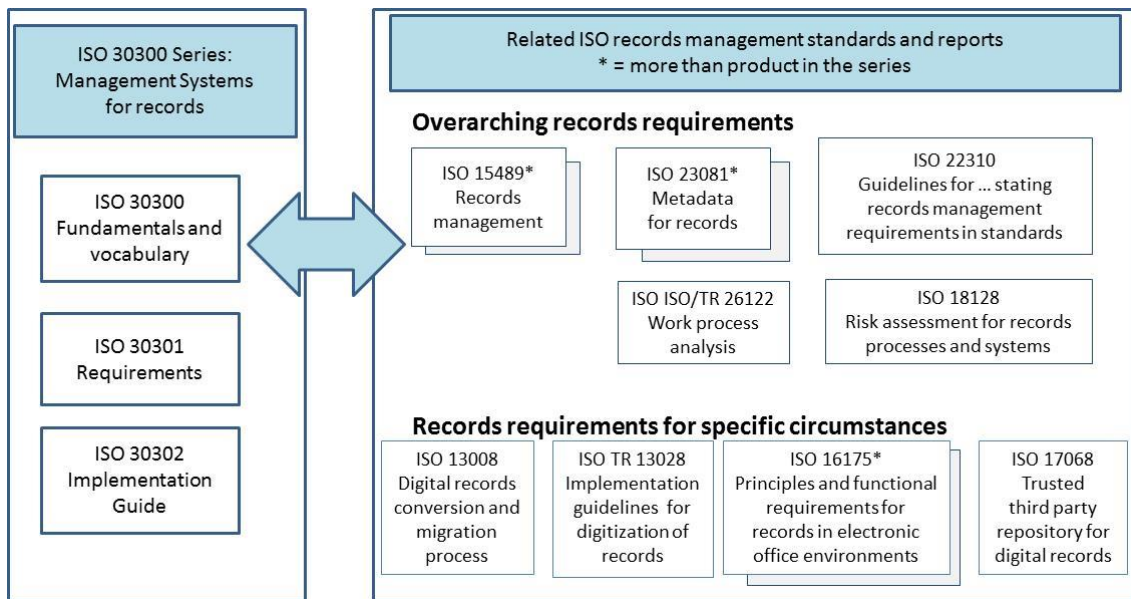 ISO 30300 Series:
Management Systems
for records
ISO 30300
Fundamentals and
vocabulary
ISO 30301
Requirements
ISO 30302
Implementation
Guide
Related ISO records management standards and reports
* = more than product in the series
Overarching records requirements
ISO 15489*
Records
management
ISO 23081*
Metadata
for records
ISO 22310
Guidelines for ... stating
records management
requirements in standards
ISO ISO/TR 26122
Work process
analysis
ISO 18128
Risk assessment for records
processes and systems
Records requirements for specific circumstances
ISO 13008
Digital records
conversion and
migration
process
ISO TR 13028
Implementation
guidelines for
digitization of
records
ISO 16175*
Principles and functional
requirements for
records in electronic
office environments
ISO 17068
Trusted
third party
repository for
digital records